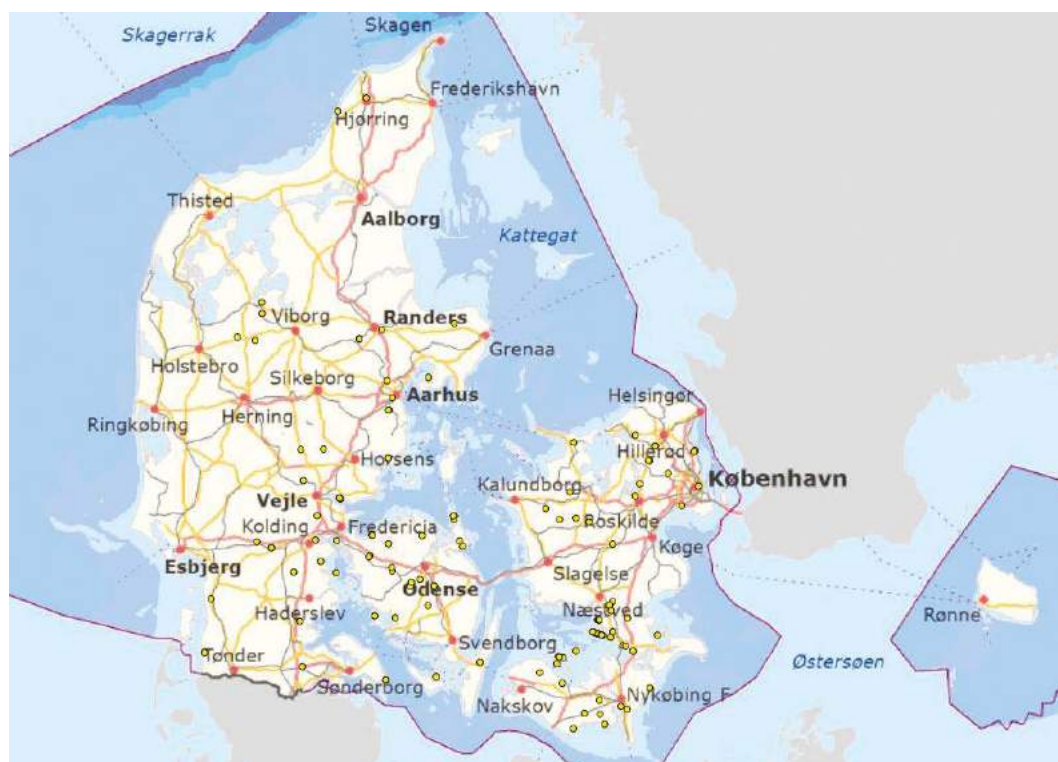 Skagen
Skagerrak
Frederikshavn
Hjørring
Thisted
Aalborg
Kattegat
Viborg
Randers
Grenaa
Holstebro
Silkeborg
Aarhus
Helsingør
Herning
Ringkøbing
Hillerød
Horsens
København
Kalundborg
Vejle
Roskilde
Kolding
Fredericia
Køge
Esbjerg
Slagelse
Odense
Haderslev
Næstved
Rønne
Svendborg
Tønder
Østersøen
Sønderborg
Nakskov
Nykøbing F